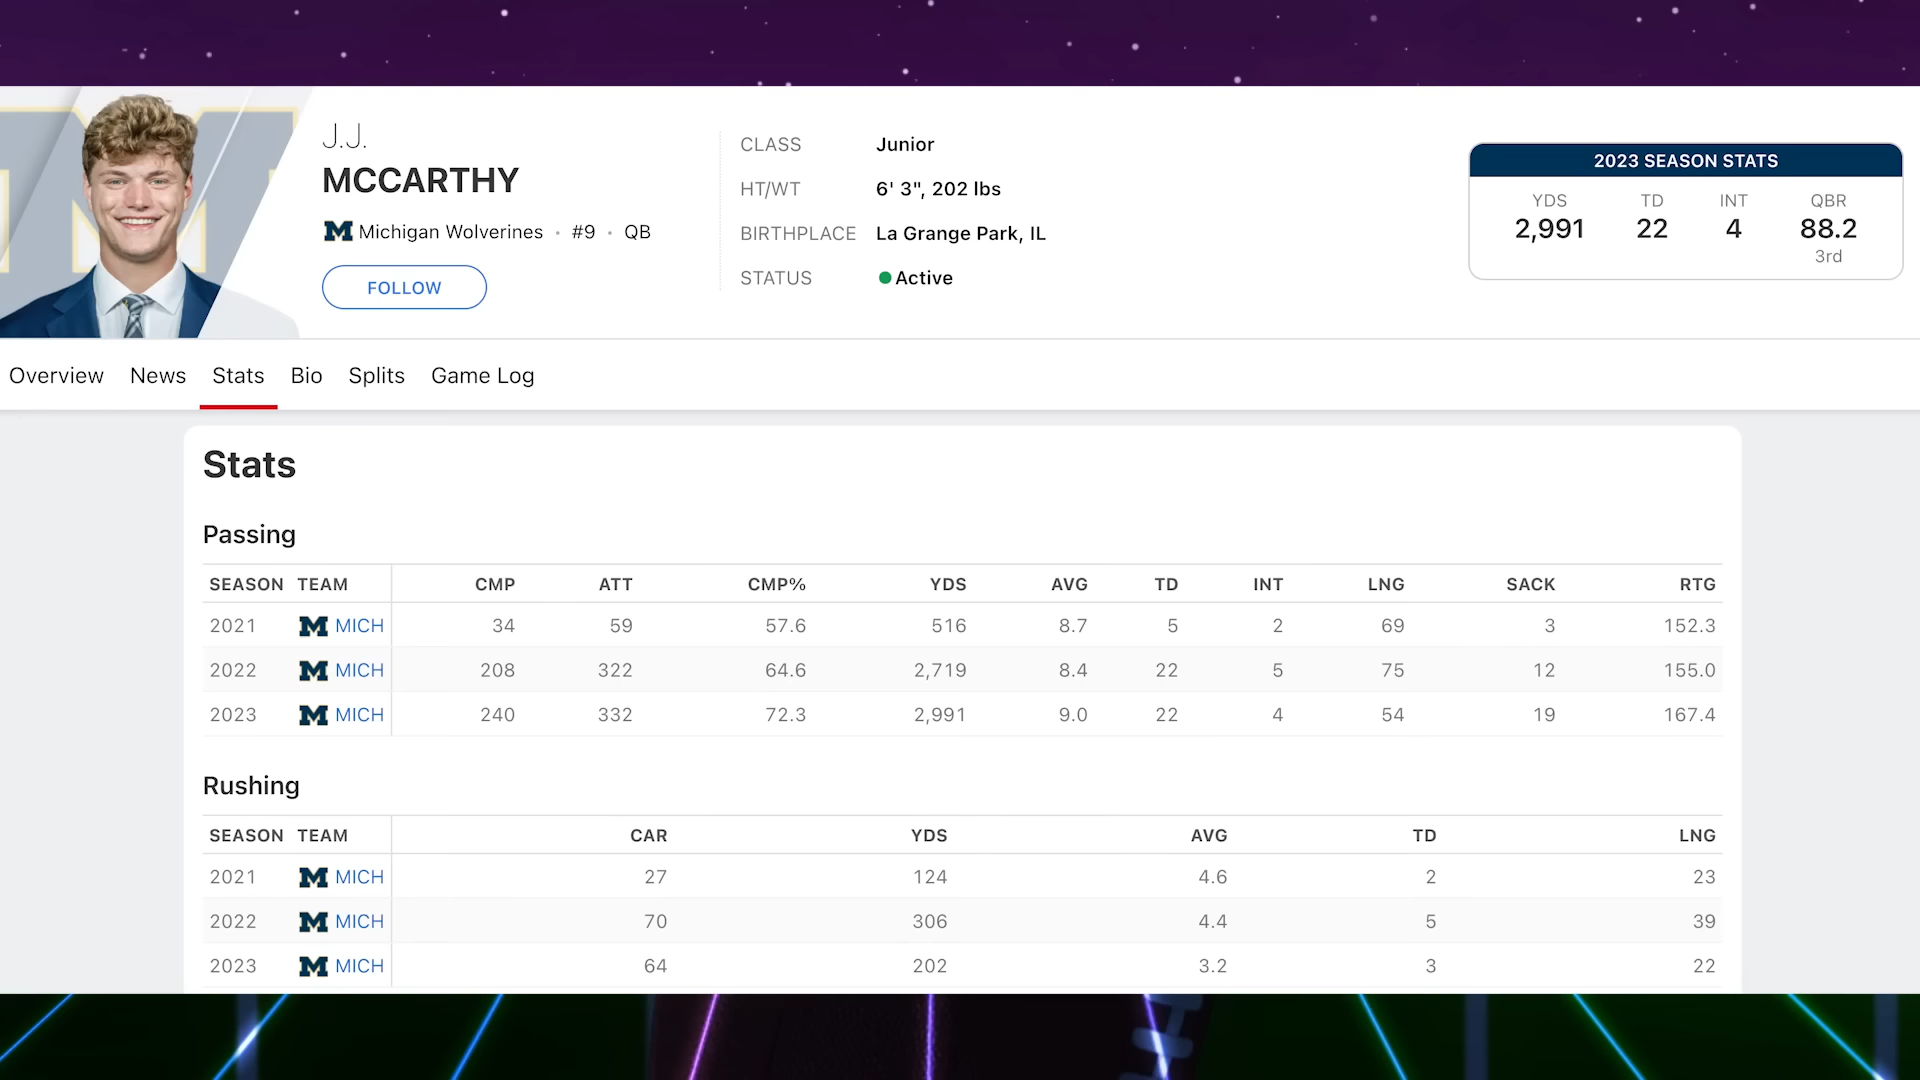 J.J.
MCCARTHY
Michigan Wolverines • #9 • QB
FOLLOW
CLASS Junior
HT/WT 6' 3", 202 lbs
BIRTHPLACE La Grange Park, IL
STATUS Active
2023 SEASON STATS
YDS TD INT QBR
2,991 22 4 88.2
3rd
Overview News Stats Bio Splits Game Log
Stats
Passing
SEASON TEAM CMP ATT CMP% YDS AVG TD INT LNG SACK RTG
2021 M MICH 34 59 57.6 516 8.7 5 2 69 3 152.3
2022 M MICH 208 322 64.6 2,719 8.4 22 5 75 12 155.0
2023 M MICH 240 332 72.3 2,991 9.0 22 4 54 19 167.4
Rushing
SEASON TEAM CAR YDS AVG TD LNG
2021 M MICH 27 124 4.6 2 23
2022 M MICH 70 306 4.4 5 39
2023 M MICH 64 202 3.2 3 22